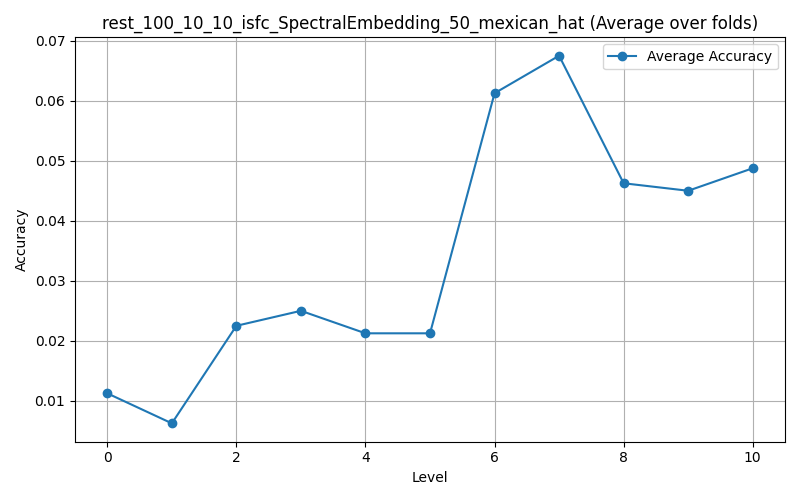 rest_100_10_10_isfc_SpectralEmbedding_50_mexican_hat (Average over folds)
Average Accuracy
Accuracy
0.07
0.06
0.05
0.04
0.03
0.02
0.01
0 2 4 6 8 10
Level